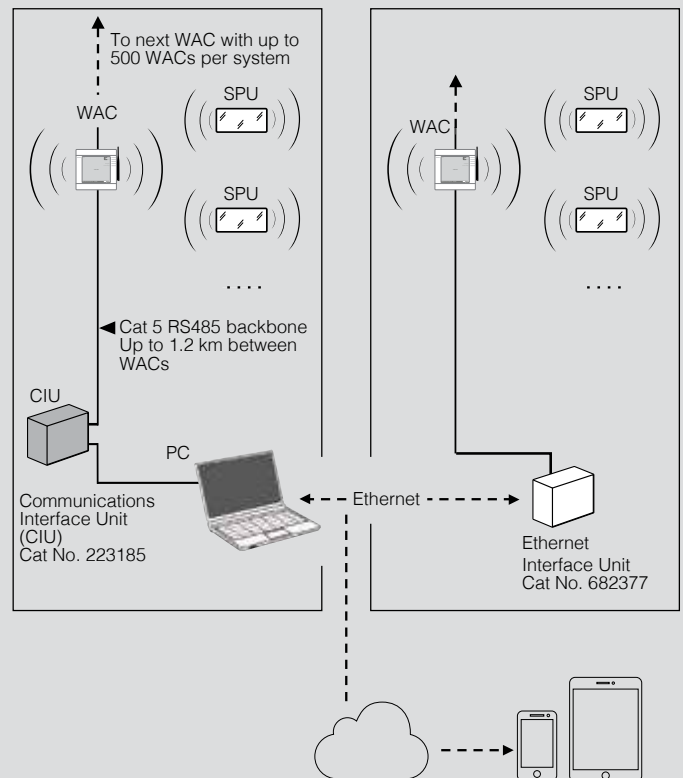 To next WAC with up to
500 WACs per system
WAC
SPU
SPU
....
Cat 5 RS485 backbone
Up to 1.2 km between
WACs
CIU
PC
Communications
Interface Unit
(CIU)
Cat No. 223185
Ethernet
WAC
SPU
SPU
....
Ethernet
Interface Unit
Cat No. 682377